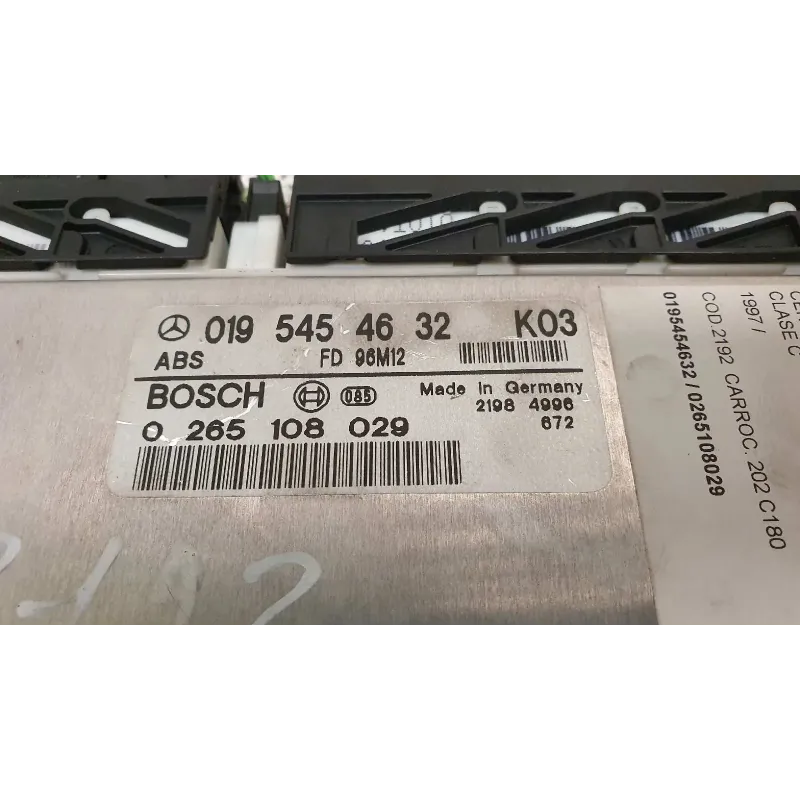 019 545 46 32 K03
ABS FD 96M12
BOSCH 085 Made in Germany
2198 4996
0 265 108 029 672
CLASE C
1997/
COD.2192 CARROC. 202 C180
0195454632 / 0265108029
2192